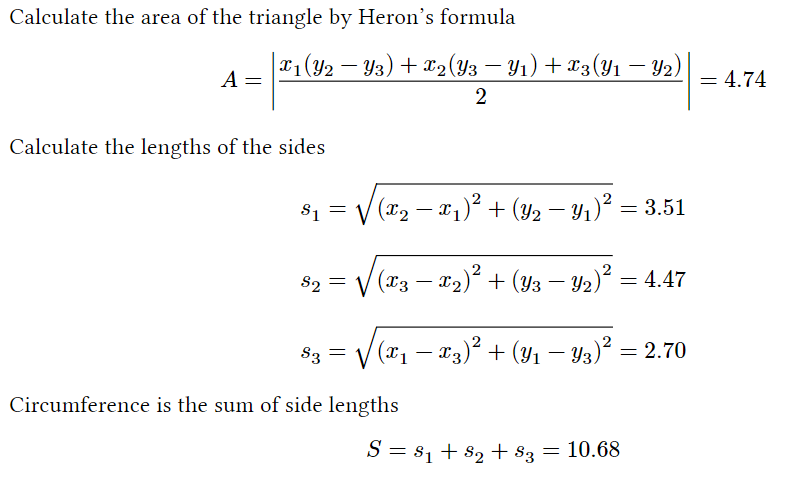 Calculate the area of the triangle by Heron’s formula
A = |(x₁(y₂ − y₃) + x₂(y₃ − y₁) + x₃(y₁ − y₂)) / 2| = 4.74
Calculate the lengths of the sides
s₁ = √((x₂ − x₁)² + (y₂ − y₁)²) = 3.51
s₂ = √((x₃ − x₂)² + (y₃ − y₂)²) = 4.47
s₃ = √((x₁ − x₃)² + (y₁ − y₃)²) = 2.70
Circumference is the sum of side lengths
S = s₁ + s₂ + s₃ = 10.68